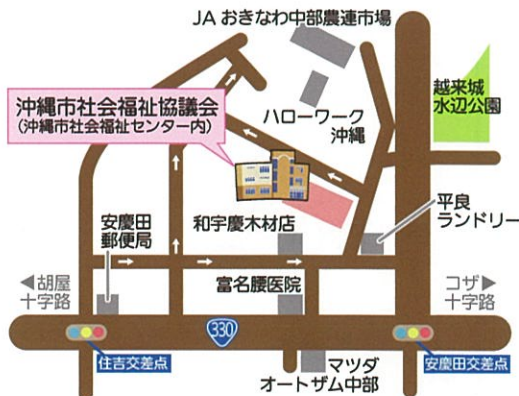 JA おきなわ中部農連市場
越来城
水辺公園
沖縄市社会福祉協議会
(沖縄市社会福祉センター内)
ハローワーク
沖縄
安慶田
郵便局
和宇慶木材店
平良
ランドリー
◀胡屋
十字路
富名腰医院
コザ▶
十字路
330
住吉交差点
マツダ
オートザム中部
安慶田交差点